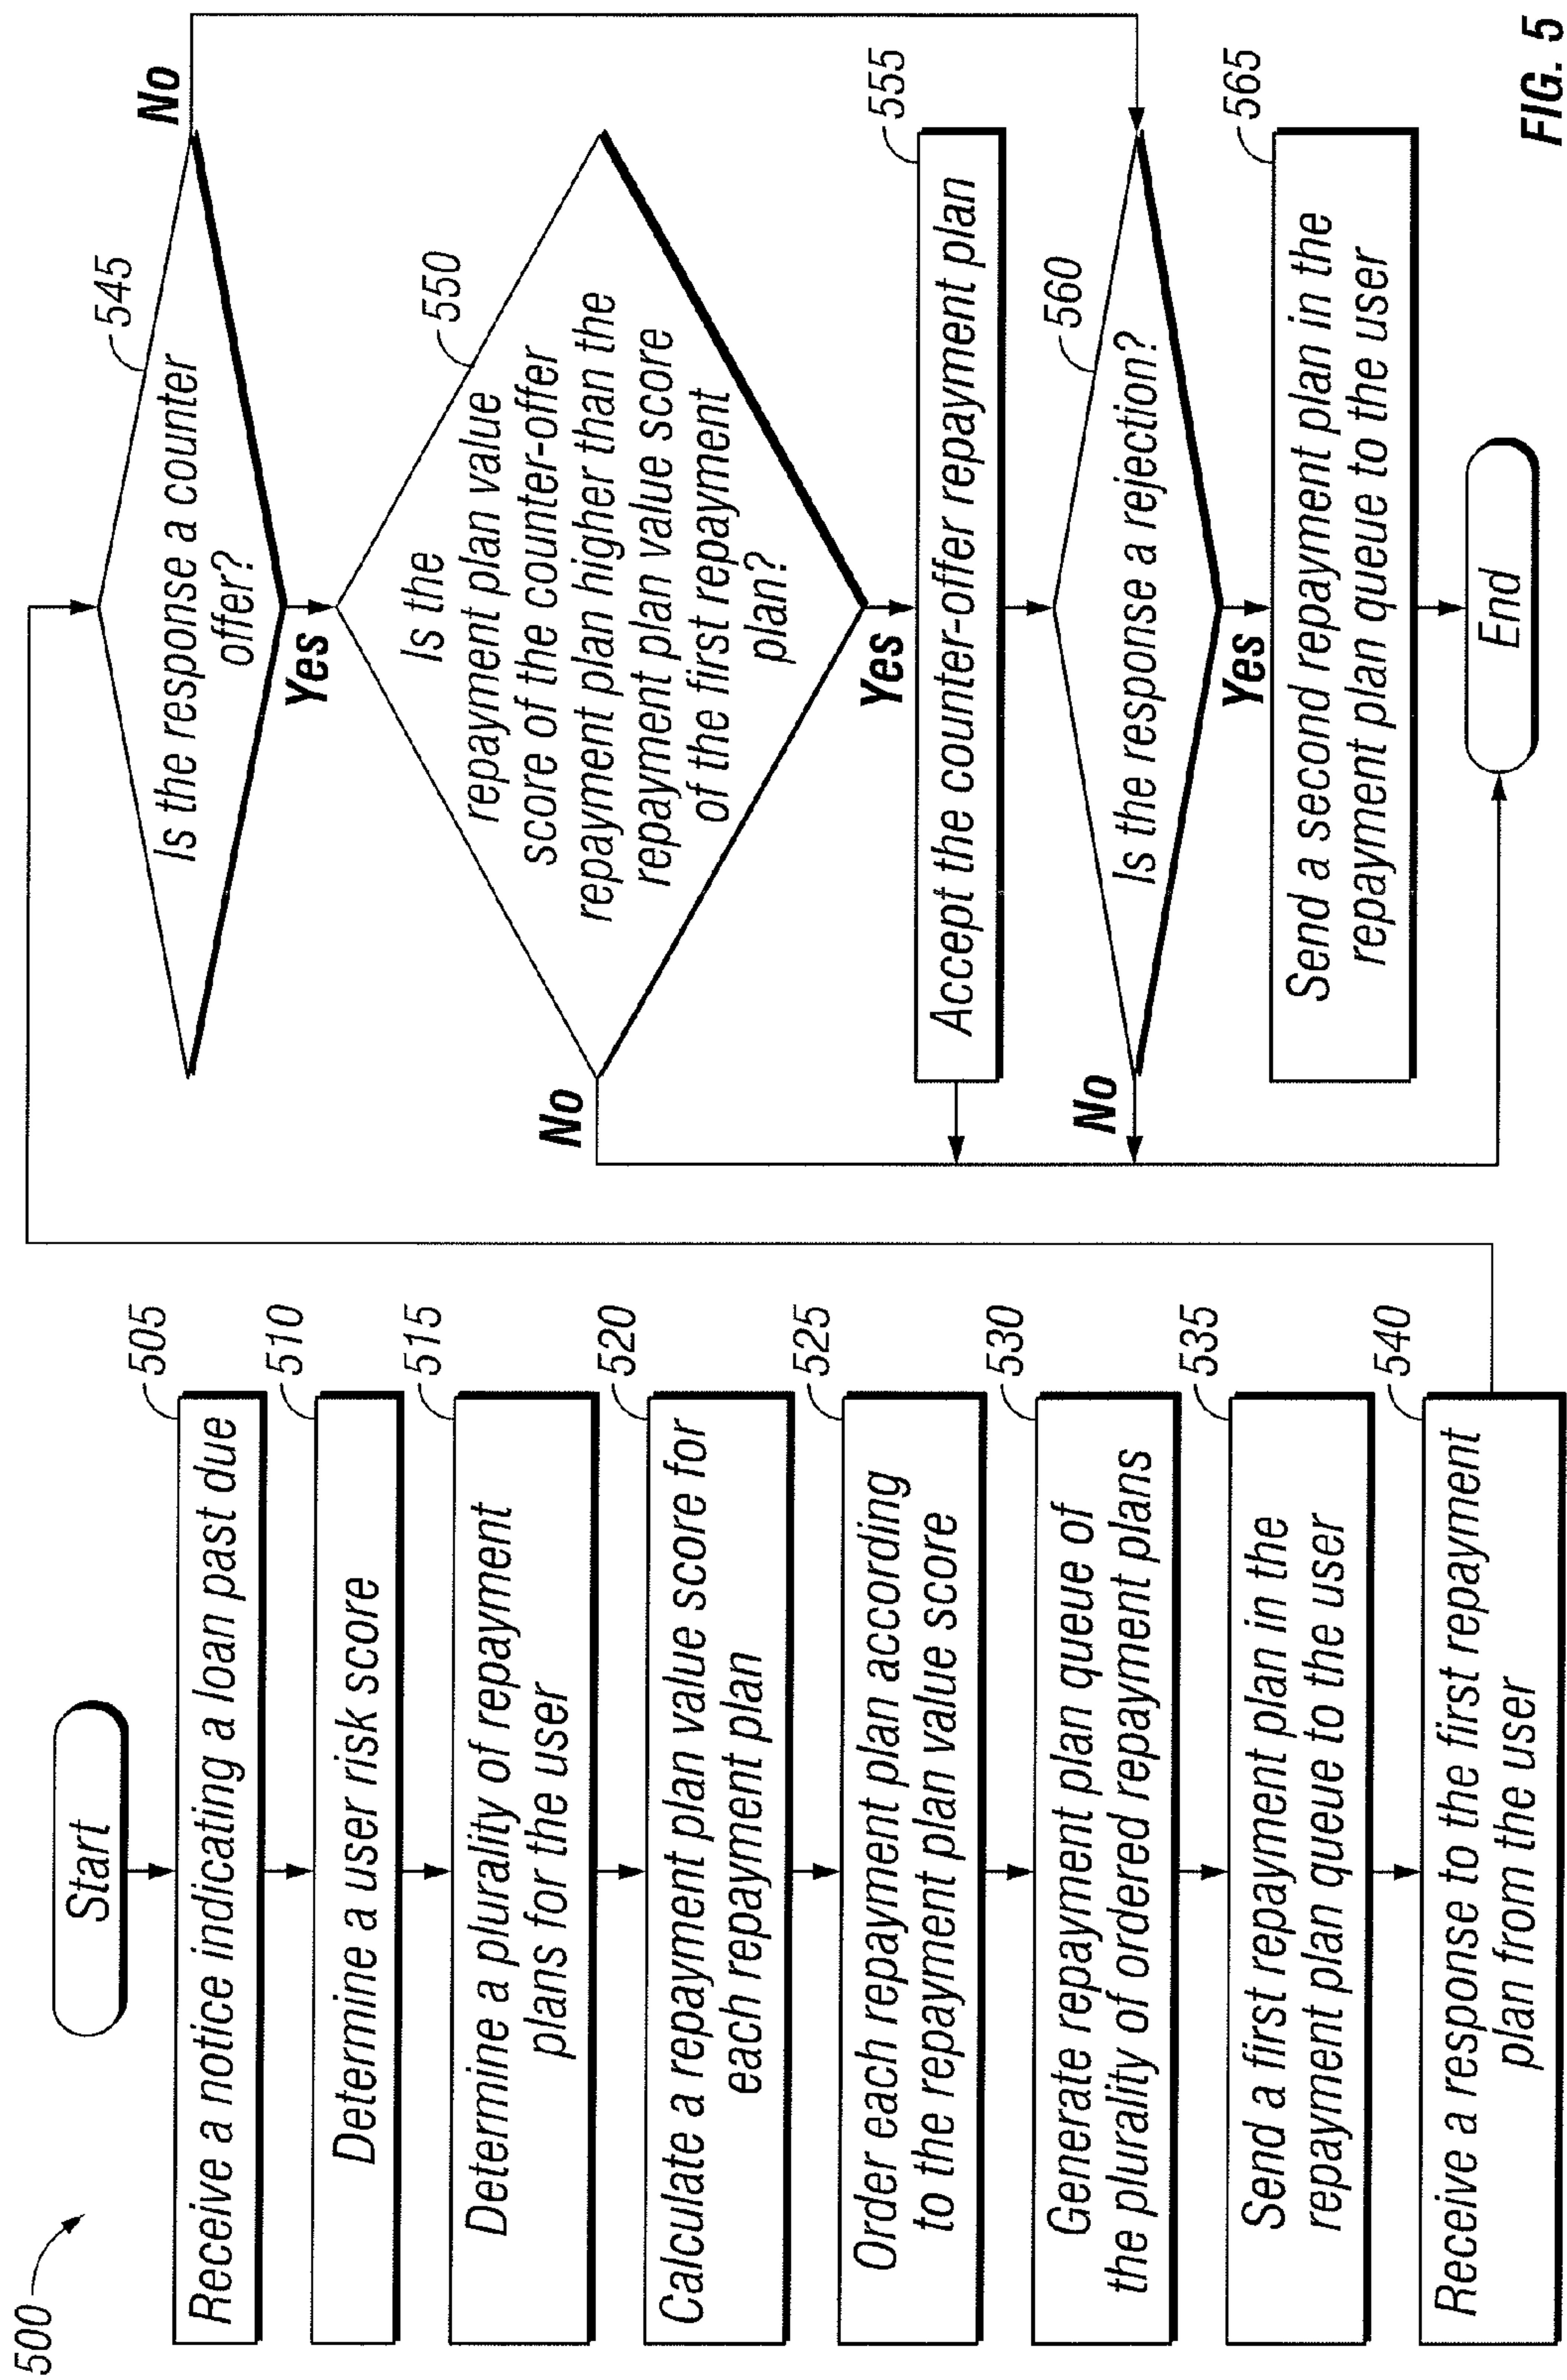 500
Start
505
Receive a notice indicating a loan past due
510
Determine a user risk score
515
Determine a plurality of repayment
plans for the user
520
Calculate a repayment plan value score for
each repayment plan
525
Order each repayment plan according
to the repayment plan value score
530
Generate repayment plan queue of
the plurality of ordered repayment plans
535
Send a first repayment plan in the
repayment plan queue to the user
540
Receive a response to the first repayment
plan from the user
545
Is the response a counter
offer?
No
Yes
550
Is the
repayment plan value
score of the counter-offer
repayment plan higher than the
repayment plan value score
of the first repayment
plan?
No
Yes
555
Accept the counter-offer repayment plan
560
Is the response a rejection?
No
Yes
565
Send a second repayment plan in the
repayment plan queue to the user
End
FIG. 5